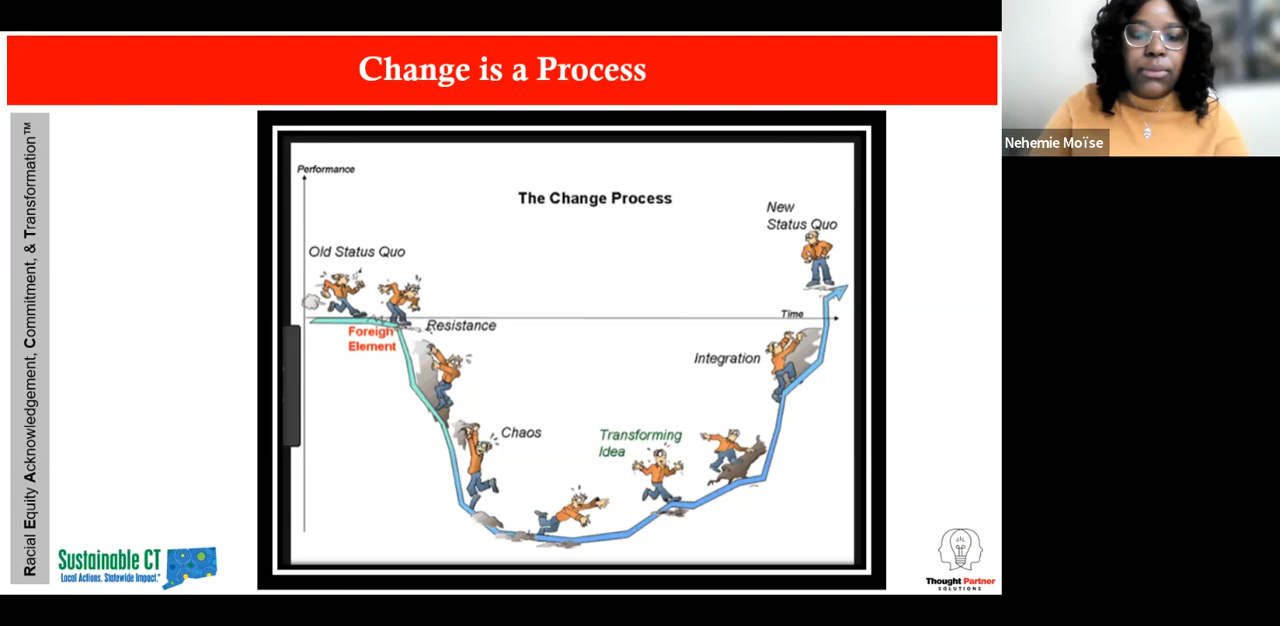 Change is a Process
Nehemie Moïse
Racial Equity Acknowledgement, Commitment, & Transformation™
Performance
The Change Process
New
Status Quo
Old Status Quo
Foreign
Element
Resistance
Time
Integration
Chaos
Transforming
Idea
Sustainable CT
Local Actions. Statewide Impact.
Thought Partner
SOLUTIONS